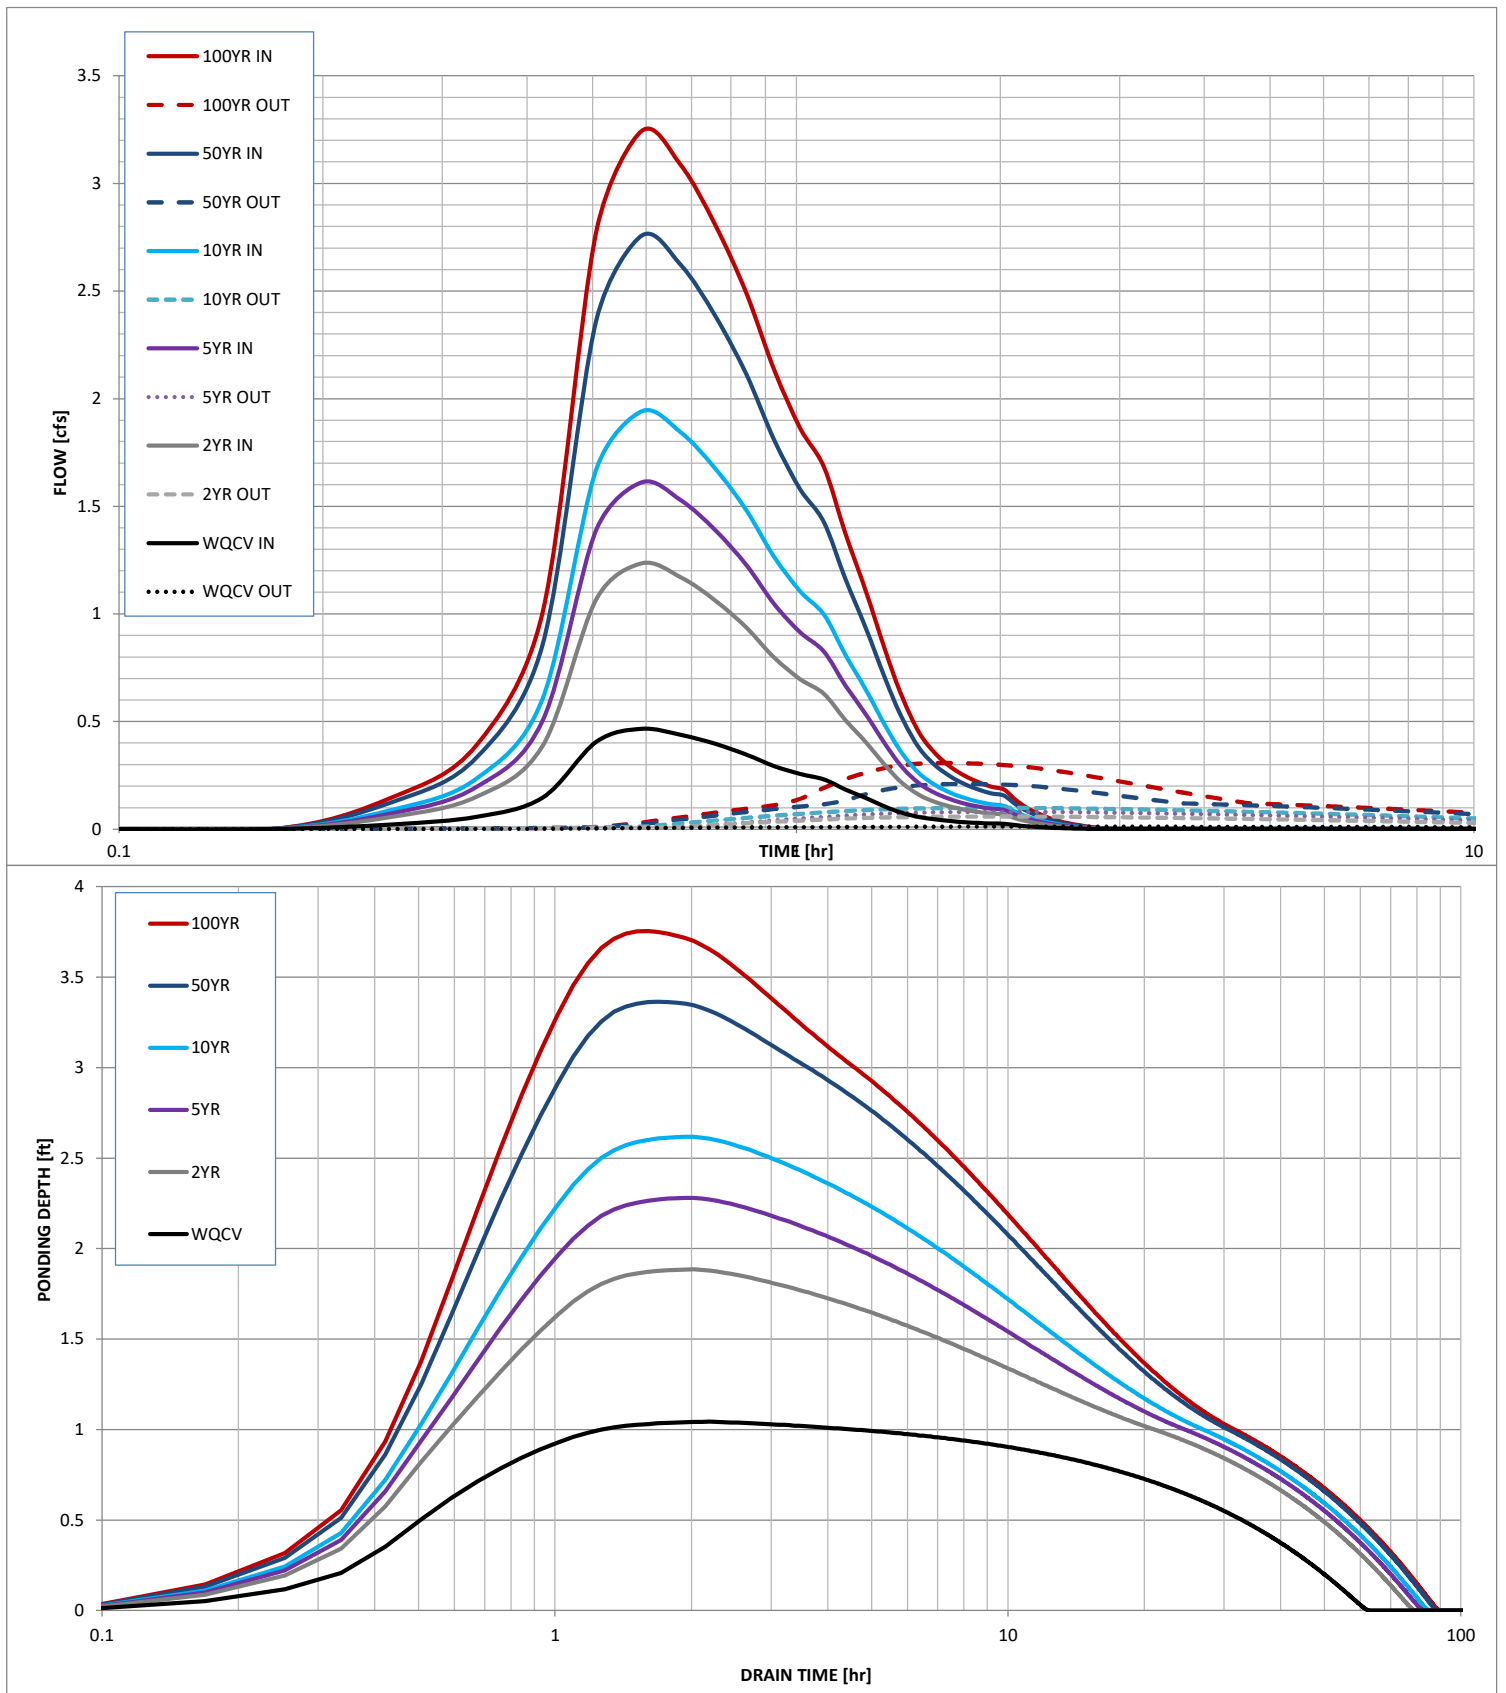 100YR IN
100YR OUT
50YR IN
50YR OUT
10YR IN
10YR OUT
5YR IN
5YR OUT
2YR IN
2YR OUT
WQCV IN
WQCV OUT
3.5
3
2.5
2
1.5
1
0.5
0
FLOW [cfs]
0.1
1
10
TIME [hr]
100YR
50YR
10YR
5YR
2YR
WQCV
4
3.5
3
2.5
2
1.5
1
0.5
0
PONDING DEPTH [ft]
0.1
1
10
100
DRAIN TIME [hr]